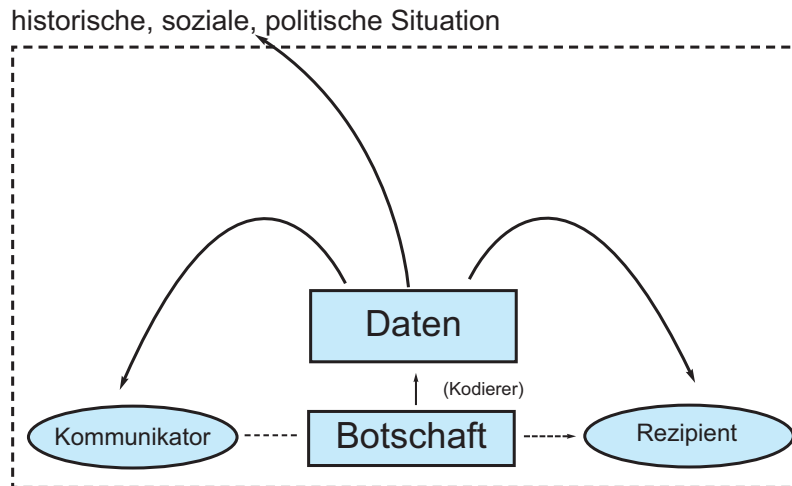 historische, soziale, politische Situation
Daten
(Kodierer)
Kommunikator
Botschaft
Rezipient